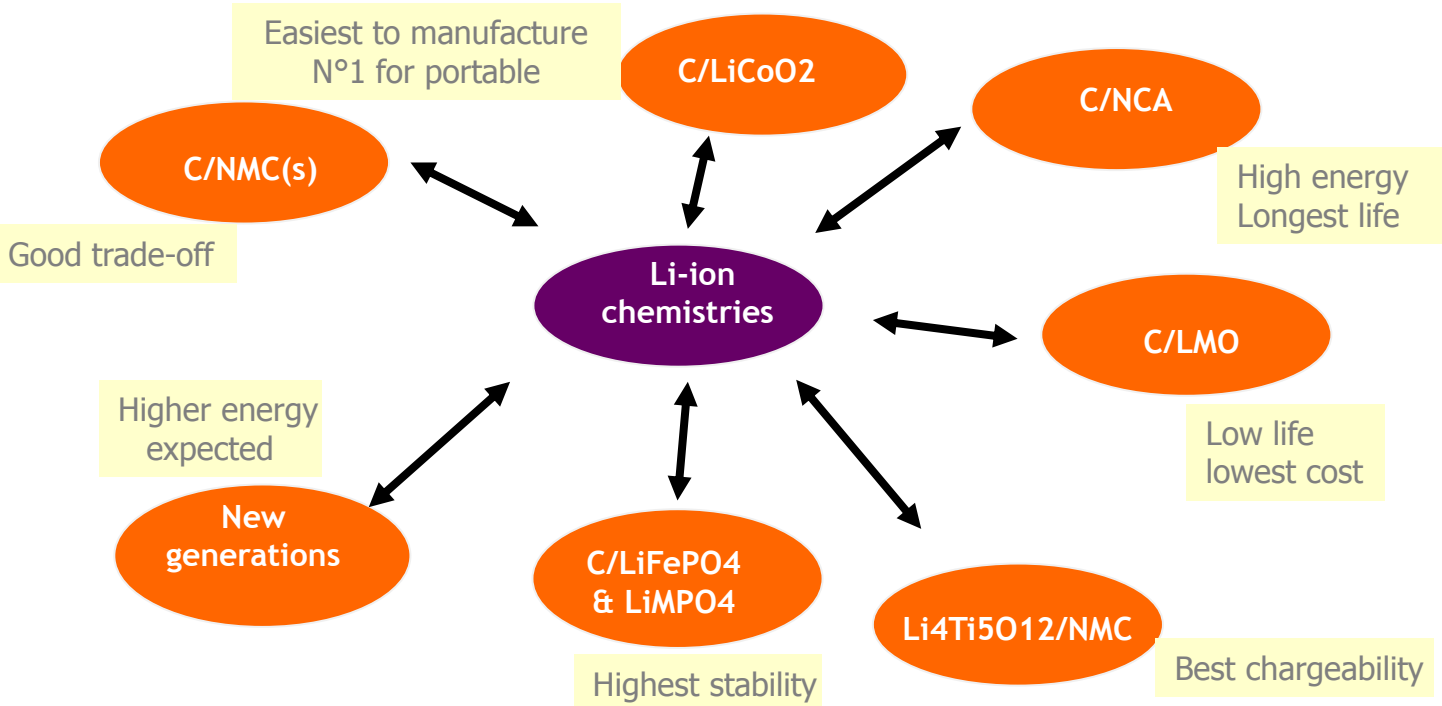 Easiest to manufacture
N°1 for portable
C/LiCoO2
C/NCA
High energy
Longest life
C/NMC(s)
Good trade-off
Li-ion
chemistries
C/LMO
Low life
lowest cost
Higher energy
expected
New
generations
C/LiFePO4
& LiMPO4
Highest stability
Li4Ti5O12/NMC
Best chargeability